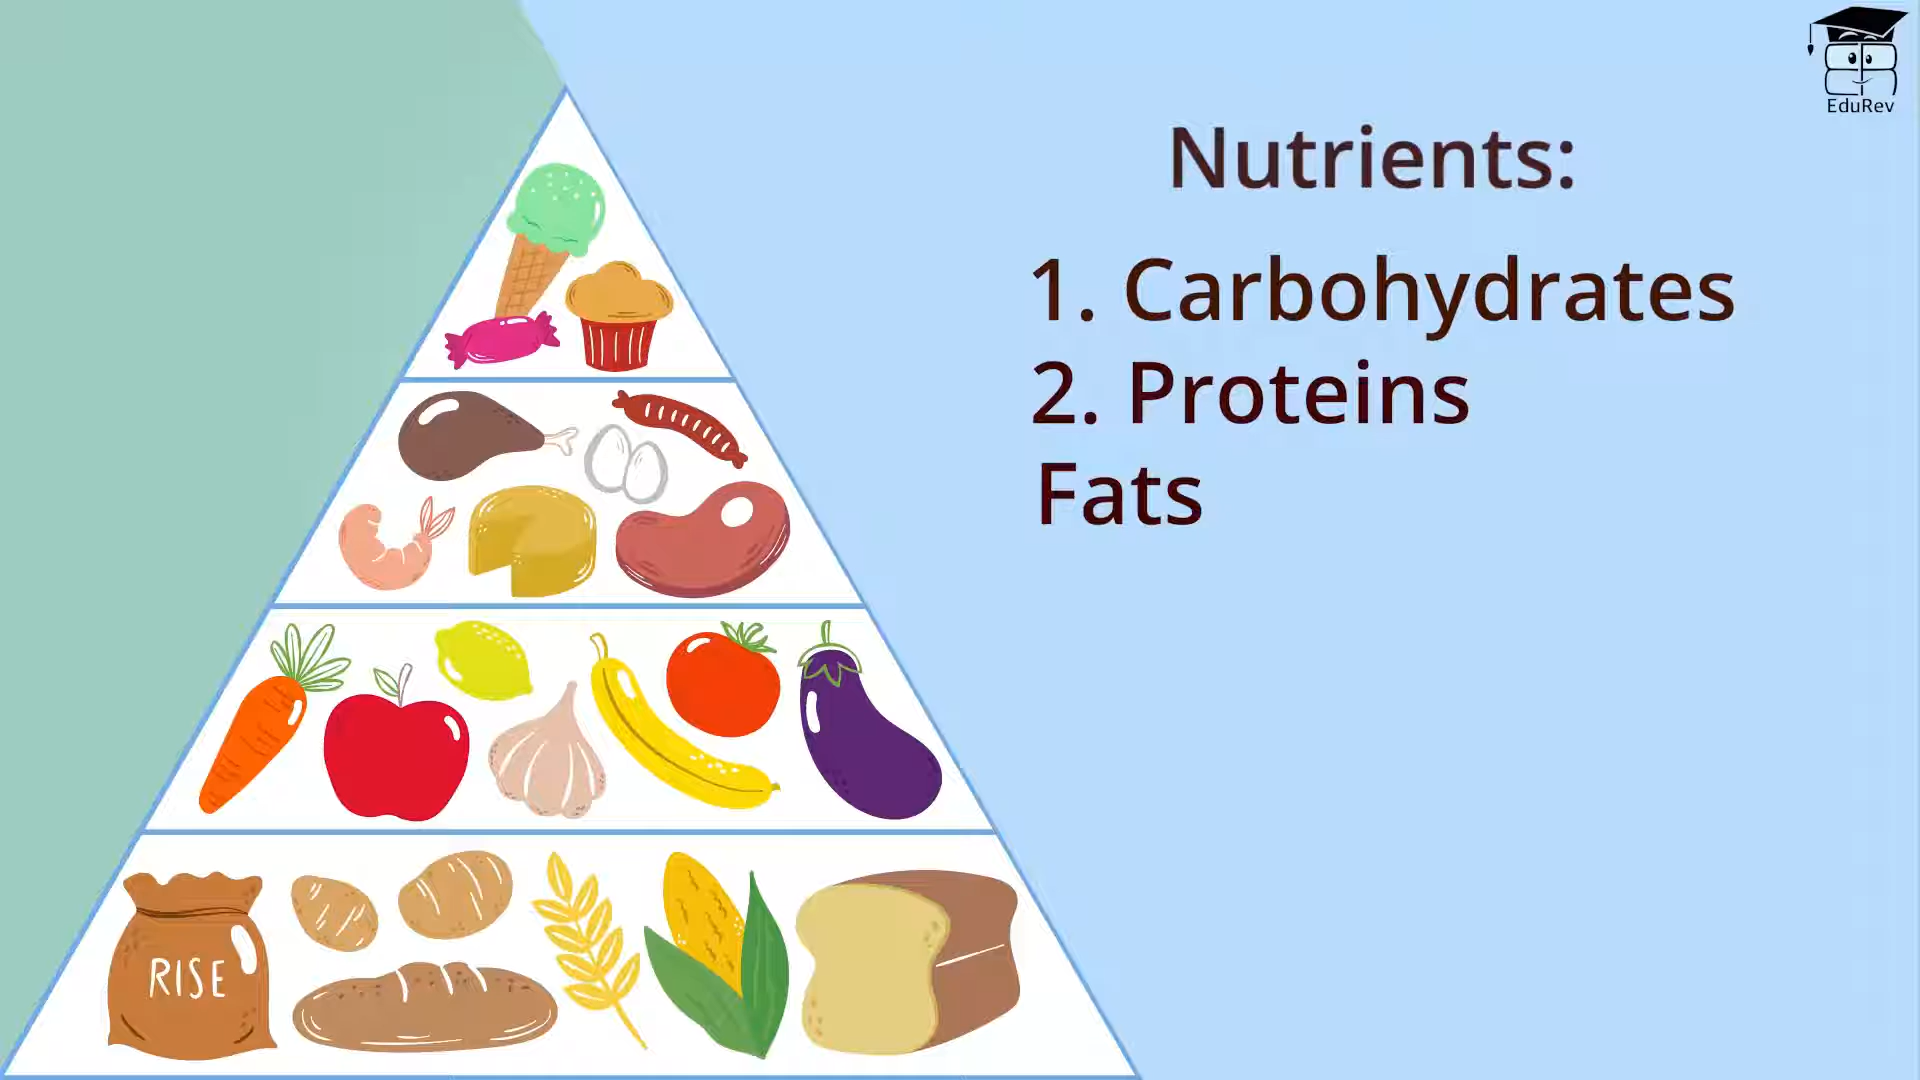 EduRev
Nutrients:
1. Carbohydrates
2. Proteins
Fats
RISE